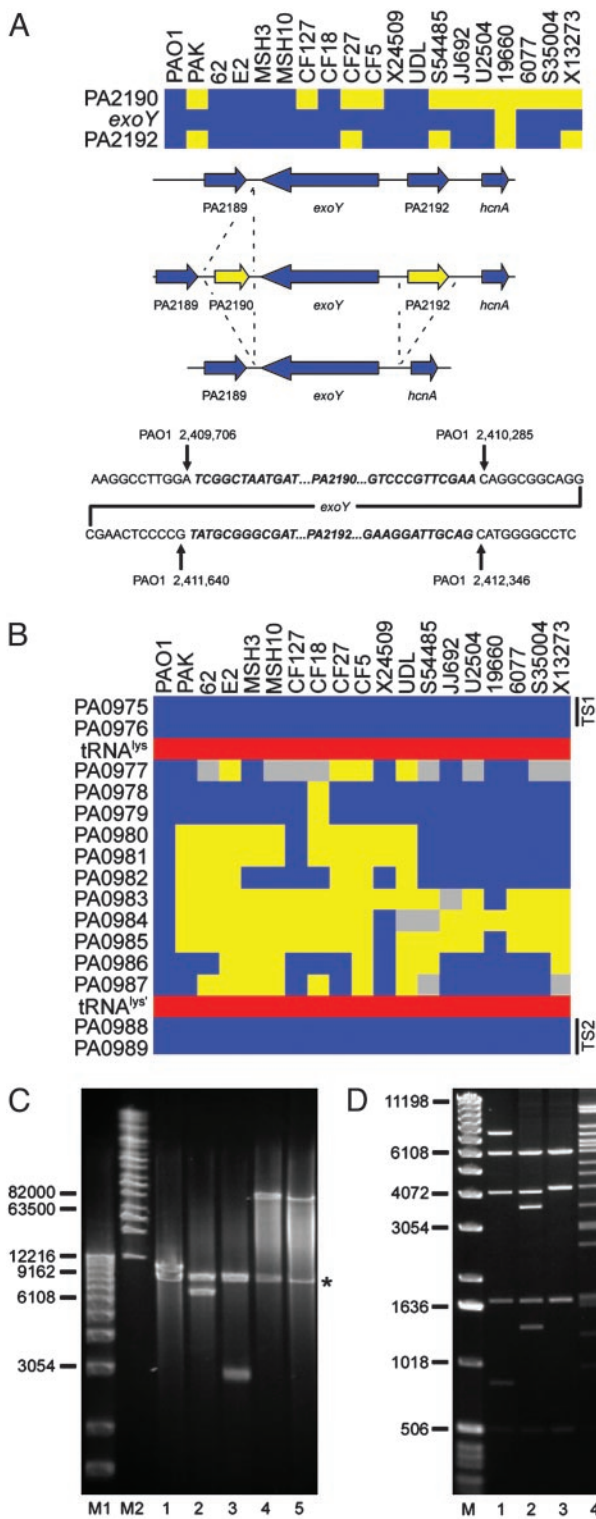 A
PAO1 PAK 62 E2 MSH3 MSH10 CF127 CF18 CF27 CF5 X24509 UDL S54485 JJ692 U2504 19660 6077 S35004 X13273
PA2190
exoY
PA2192
PA2189 exoY PA2192 hcnA
PA2189 PA2190 exoY PA2192 hcnA
PA2189 exoY hcnA
PAO1 2,409,706 PAO1 2,410,285
AAGGCCTTGGA TCGGCTAATGAT...PA2190...GTCCCGTTCGAA CAGGCGGCAGG
exoY
CGAACTCCCCG TATGCGGGCGAT...PA2192...GAAGGATTGCAG CATGGGGCCTC
PAO1 2,411,640 PAO1 2,412,346
B
PAO1 PAK 62 E2 MSH3 MSH10 CF127 CF18 CF27 CF5 X24509 UDL S54485 JJ692 U2504 19660 6077 S35004 X13273
PA0975
PA0976
TS1
tRNAlys
PA0977
PA0978
PA0979
PA0980
PA0981
PA0982
PA0983
PA0984
PA0985
PA0986
PA0987
tRNAlys'
PA0988
PA0989
TS2
C
82000
63500
12216
9162
6108
*
3054
M1 M2 1 2 3 4 5
D
11198
6108
4072
3054
1636
1018
506
M 1 2 3 4